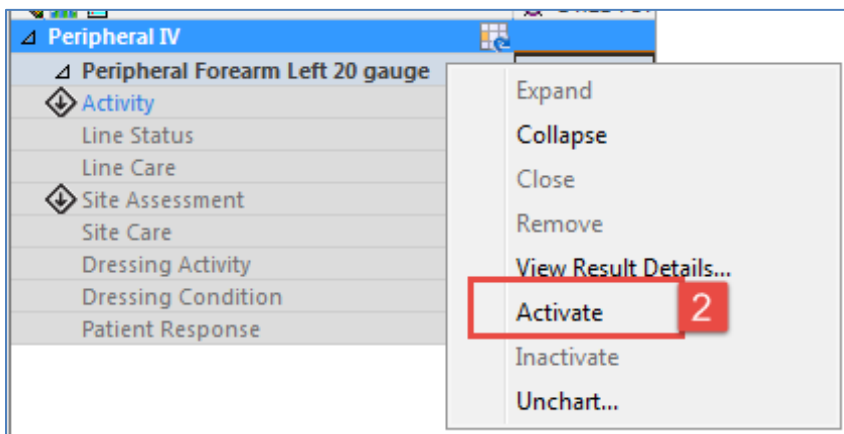 Peripheral IV
Peripheral Forearm Left 20 gauge
Activity
Line Status
Line Care
Site Assessment
Site Care
Dressing Activity
Dressing Condition
Patient Response
Expand
Collapse
Close
Remove
View Result Details...
Activate 2
Inactivate
Unchart...